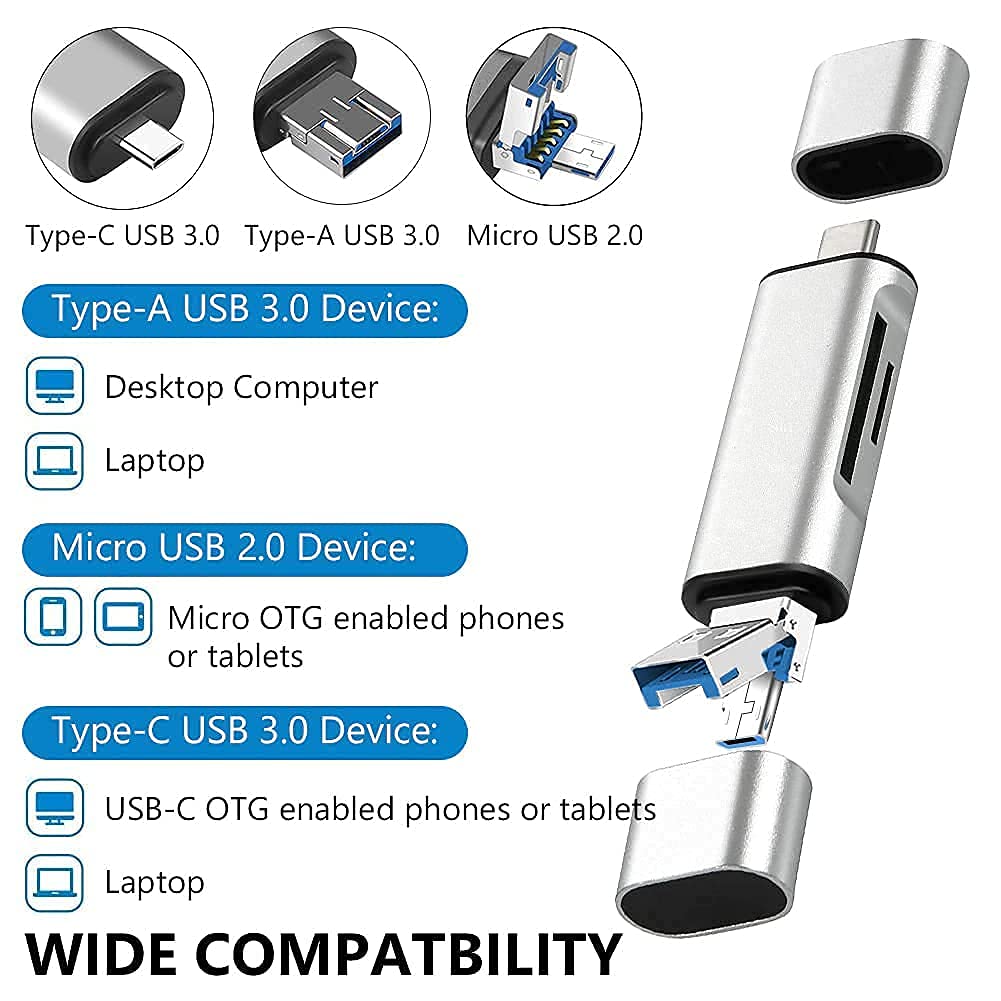 Type-C USB 3.0
Type-A USB 3.0
Micro USB 2.0
Type-A USB 3.0 Device:
Desktop Computer
Laptop
Micro USB 2.0 Device:
Micro OTG enabled phones
or tablets
Type-C USB 3.0 Device:
USB-C OTG enabled phones or tablets
Laptop
WIDE COMPATBILITY